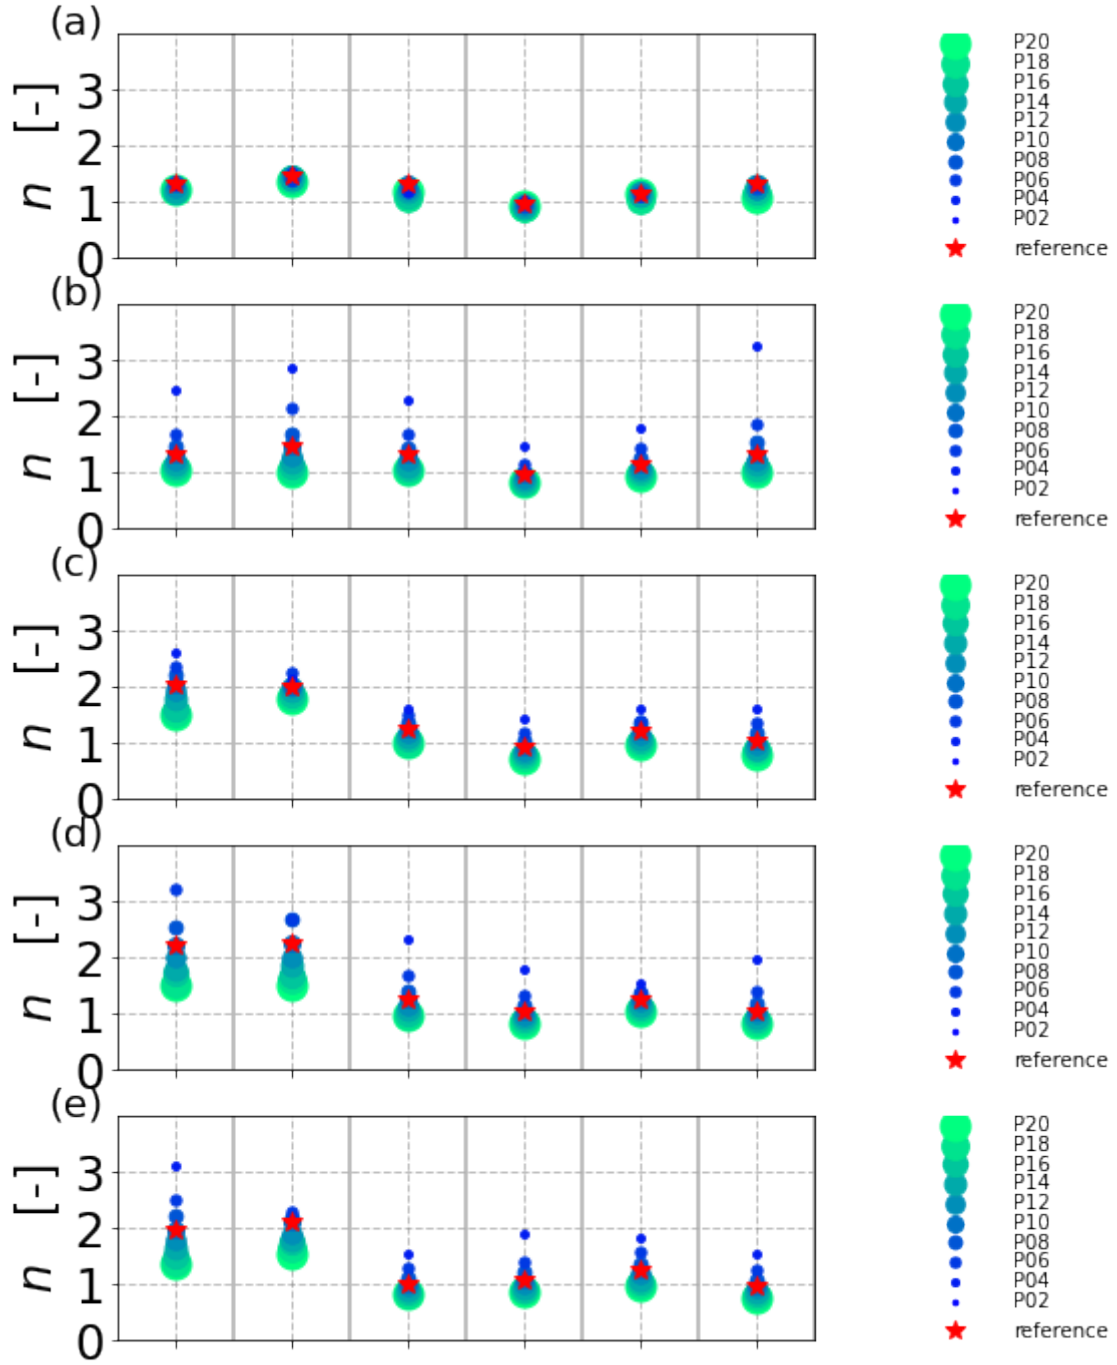 (a)
n [-]
3
2
1
0
P20
P18
P16
P14
P12
P10
P08
P06
P04
P02
reference
(b)
n [-]
3
2
1
0
P20
P18
P16
P14
P12
P10
P08
P06
P04
P02
reference
(c)
n [-]
3
2
1
0
P20
P18
P16
P14
P12
P10
P08
P06
P04
P02
reference
(d)
n [-]
3
2
1
0
P20
P18
P16
P14
P12
P10
P08
P06
P04
P02
reference
(e)
n [-]
3
2
1
0
P20
P18
P16
P14
P12
P10
P08
P06
P04
P02
reference